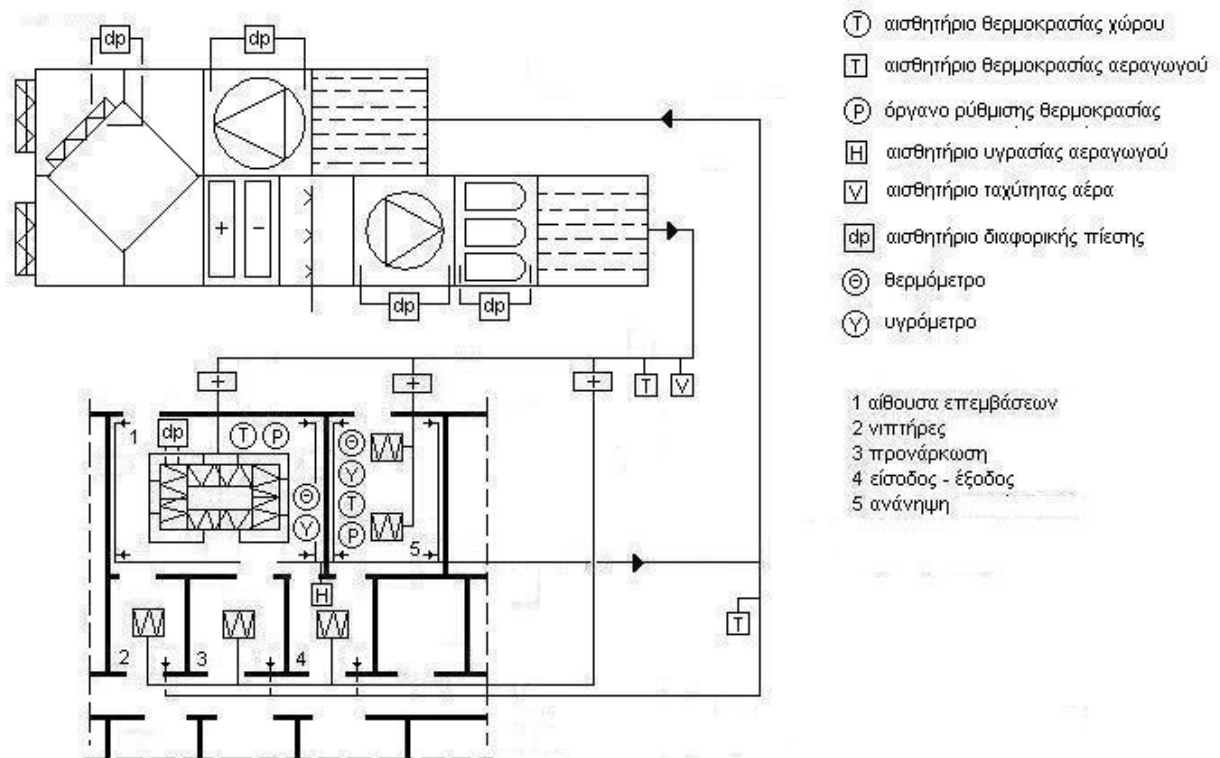 dp
dp
+ −
dp
dp
+
+
+
T
V
1
dp
T P
Θ
Υ
Θ
Υ
T
P
5
H
T
2
3
4
T αισθητήριο θερμοκρασίας χώρου
T αισθητήριο θερμοκρασίας αεραγωγού
P όργανο ρύθμισης θερμοκρασίας
H αισθητήριο υγρασίας αεραγωγού
V αισθητήριο ταχύτητας αέρα
dp αισθητήριο διαφορικής πίεσης
Θ θερμόμετρο
Υ υγρόμετρο
1 αίθουσα επεμβάσεων
2 νιπτήρες
3 προνάρκωση
4 είσοδος - έξοδος
5 ανάνηψη